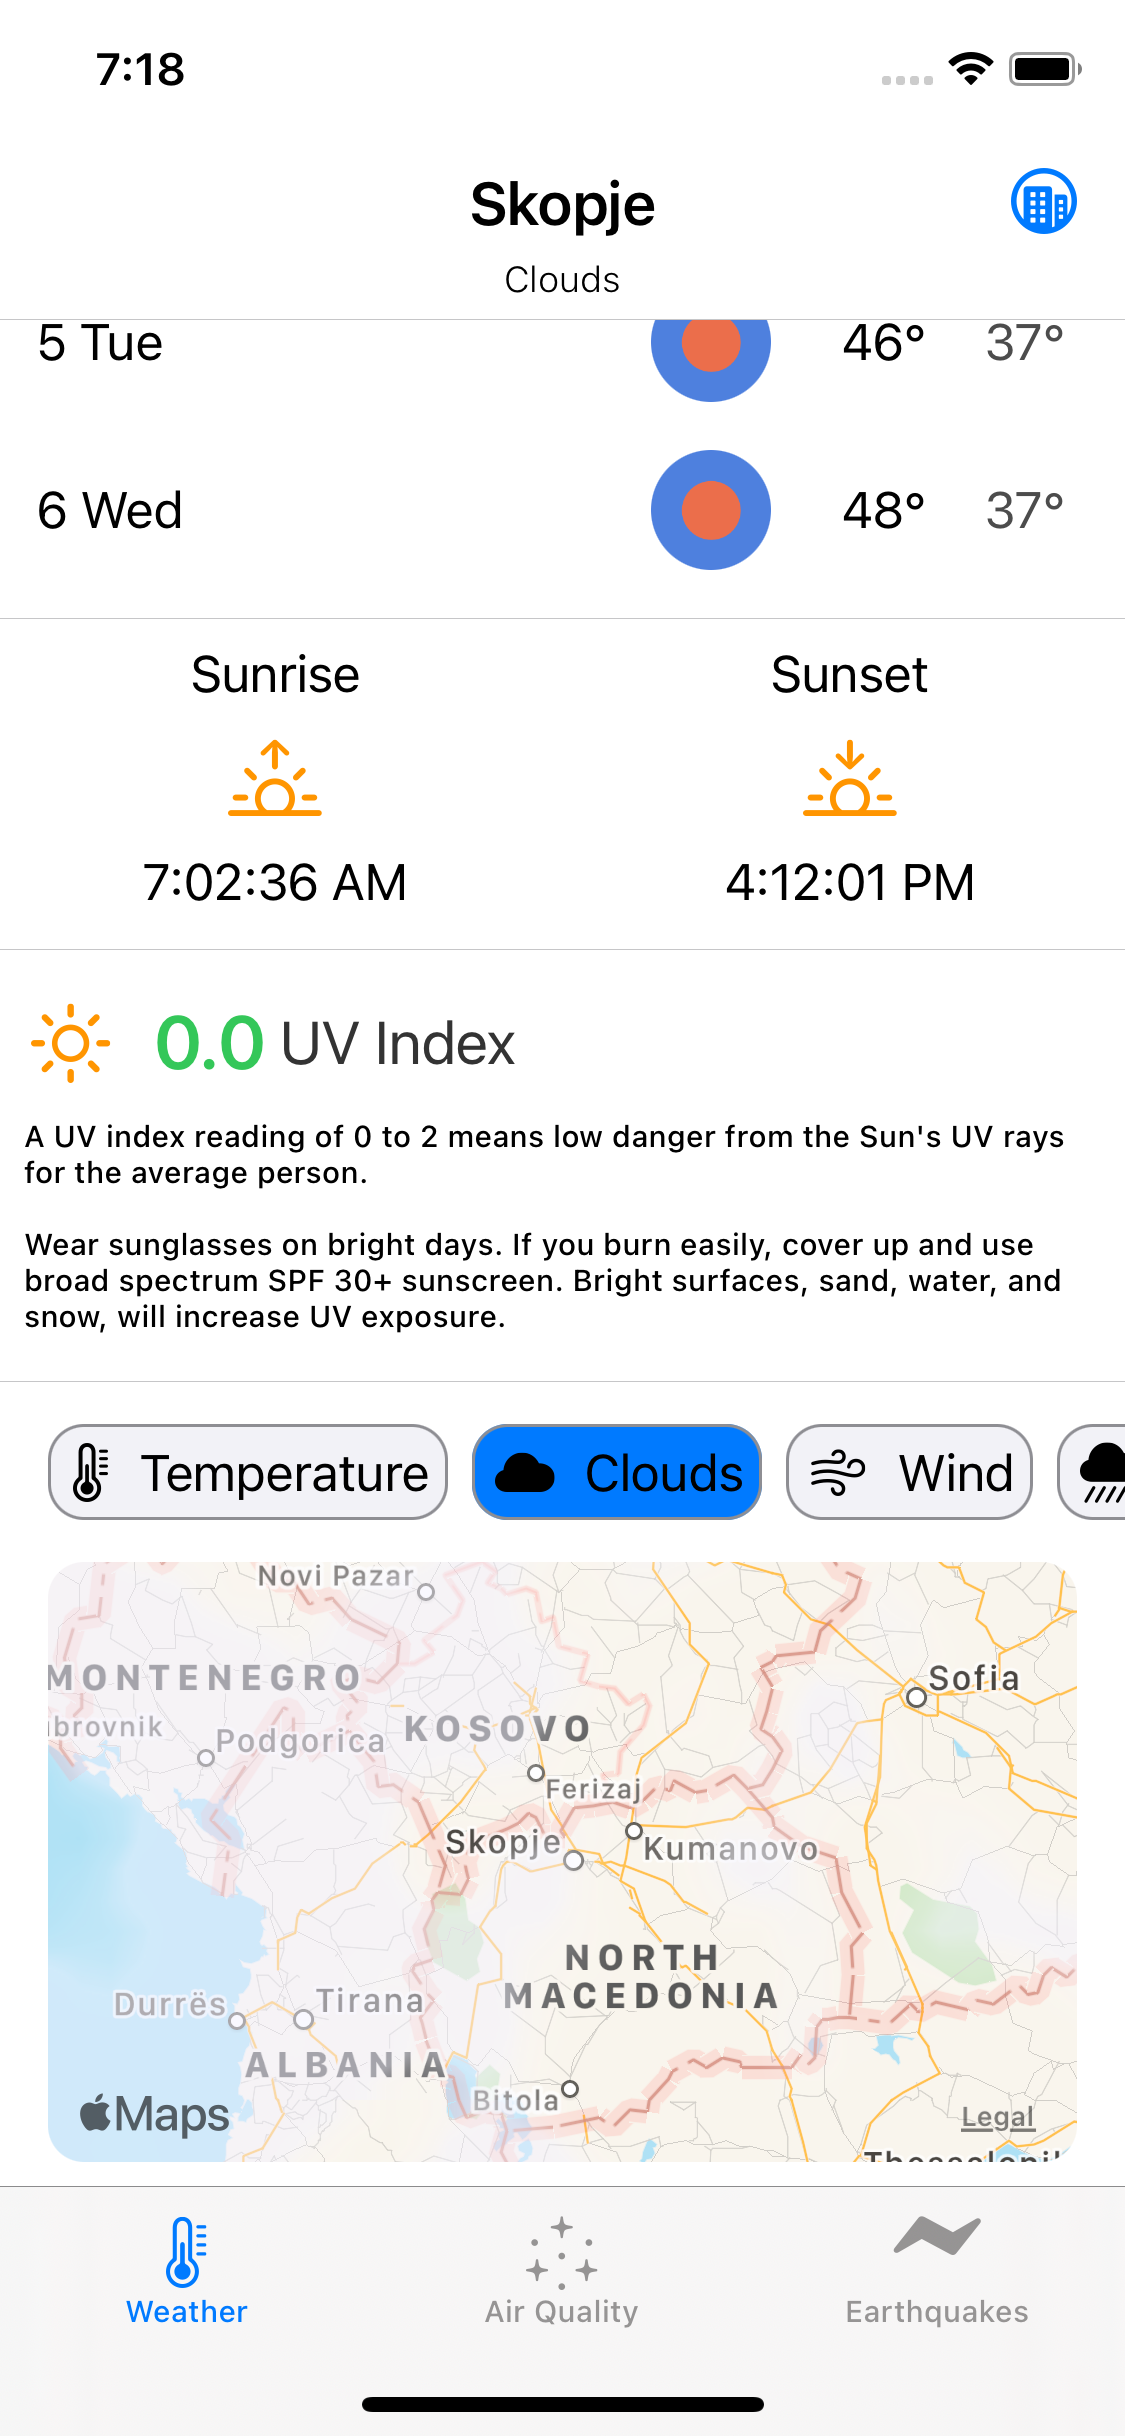 7:18
Skopje
Clouds
5 Tue 46° 37°
6 Wed 48° 37°
Sunrise Sunset
7:02:36 AM 4:12:01 PM
0.0 UV Index
A UV index reading of 0 to 2 means low danger from the Sun's UV rays
for the average person.
Wear sunglasses on bright days. If you burn easily, cover up and use
broad spectrum SPF 30+ sunscreen. Bright surfaces, sand, water, and
snow, will increase UV exposure.
Temperature Clouds Wind
Novi Pazar
MONTENEGRO
Sofia
KOSOVO
brovnik
Podgorica
Ferizaj
Skopje
Kumanovo
NORTH
MACEDONIA
Durrës
Tirana
ALBANIA
Bitola
Maps
Legal
Thessalonik
Weather Air Quality Earthquakes